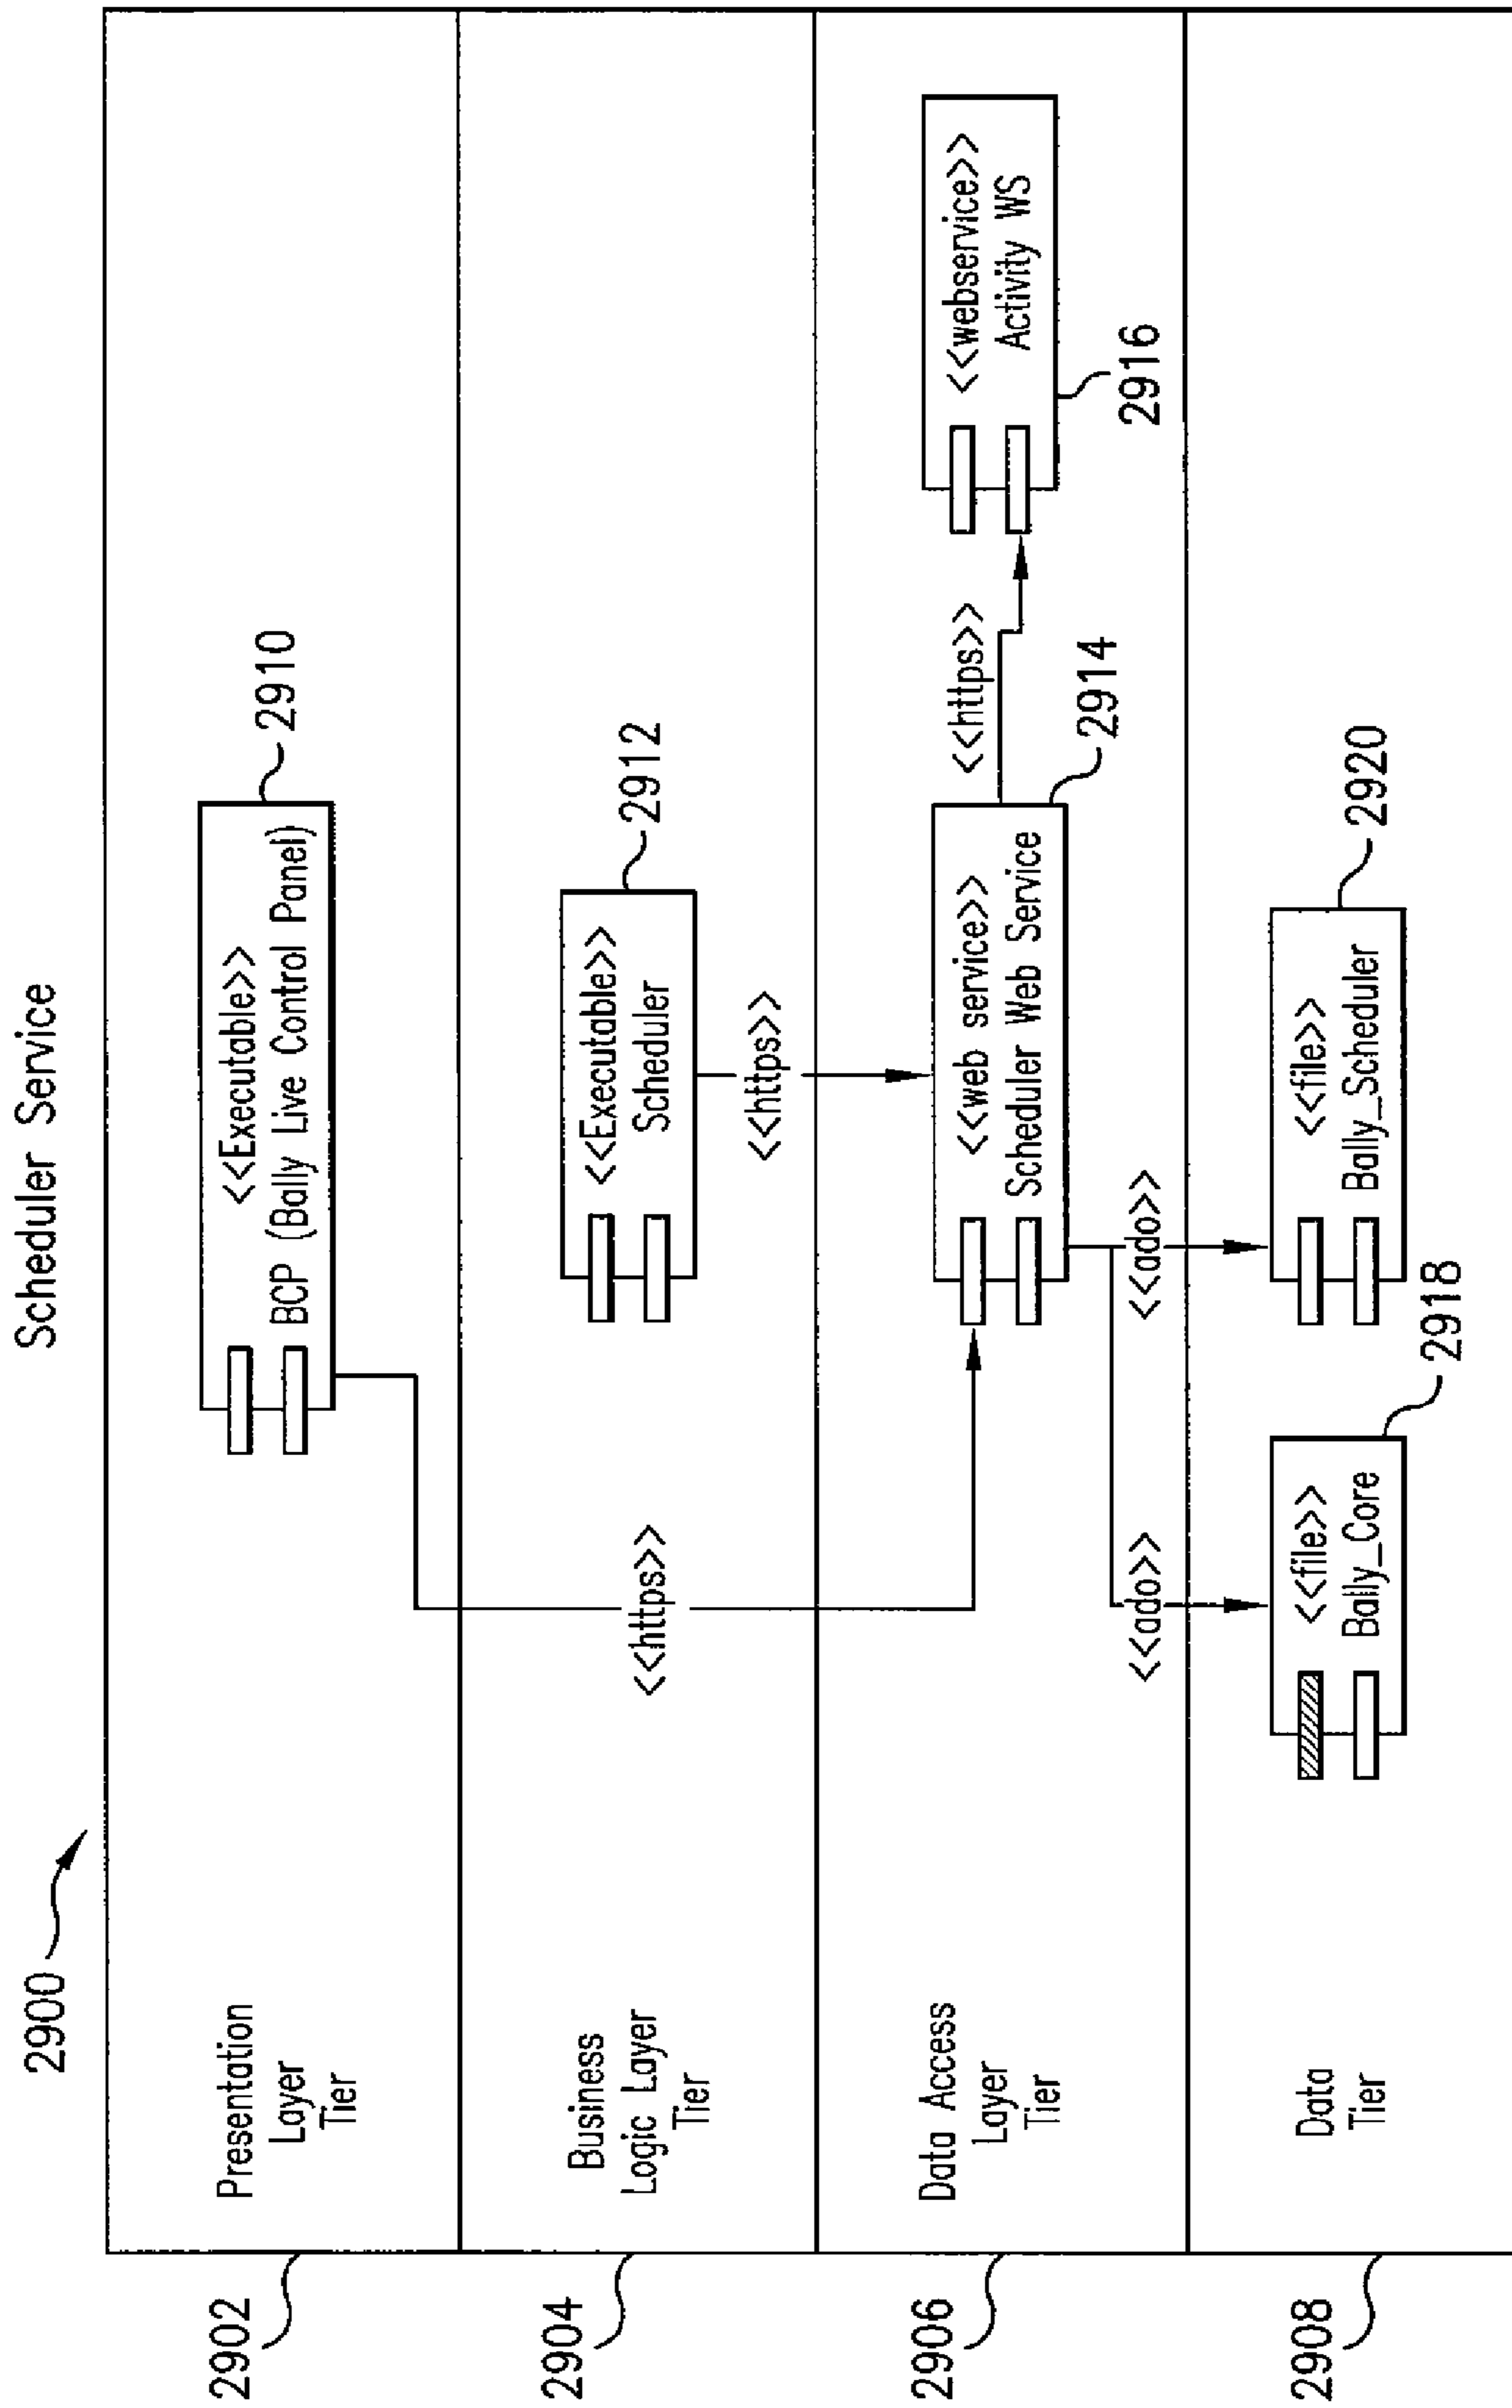 Scheduler Service
2900
2902
Presentation
Layer
Tier
<<Executable>>
BCP (Bally Live Control Panel)
2910
2904
Business
Logic Layer
Tier
<<https>>
<<Executable>>
Scheduler
2912
<<https>>
2906
Data Access
Layer
Tier
<<web service>>
Scheduler Web Service
2914
<<https>>
<<webservice>>
Activity WS
2916
<<ado>>
<<ado>>
2908
Data
Tier
<<file>>
Bally_Core
2918
<<file>>
Bally_Scheduler
2920